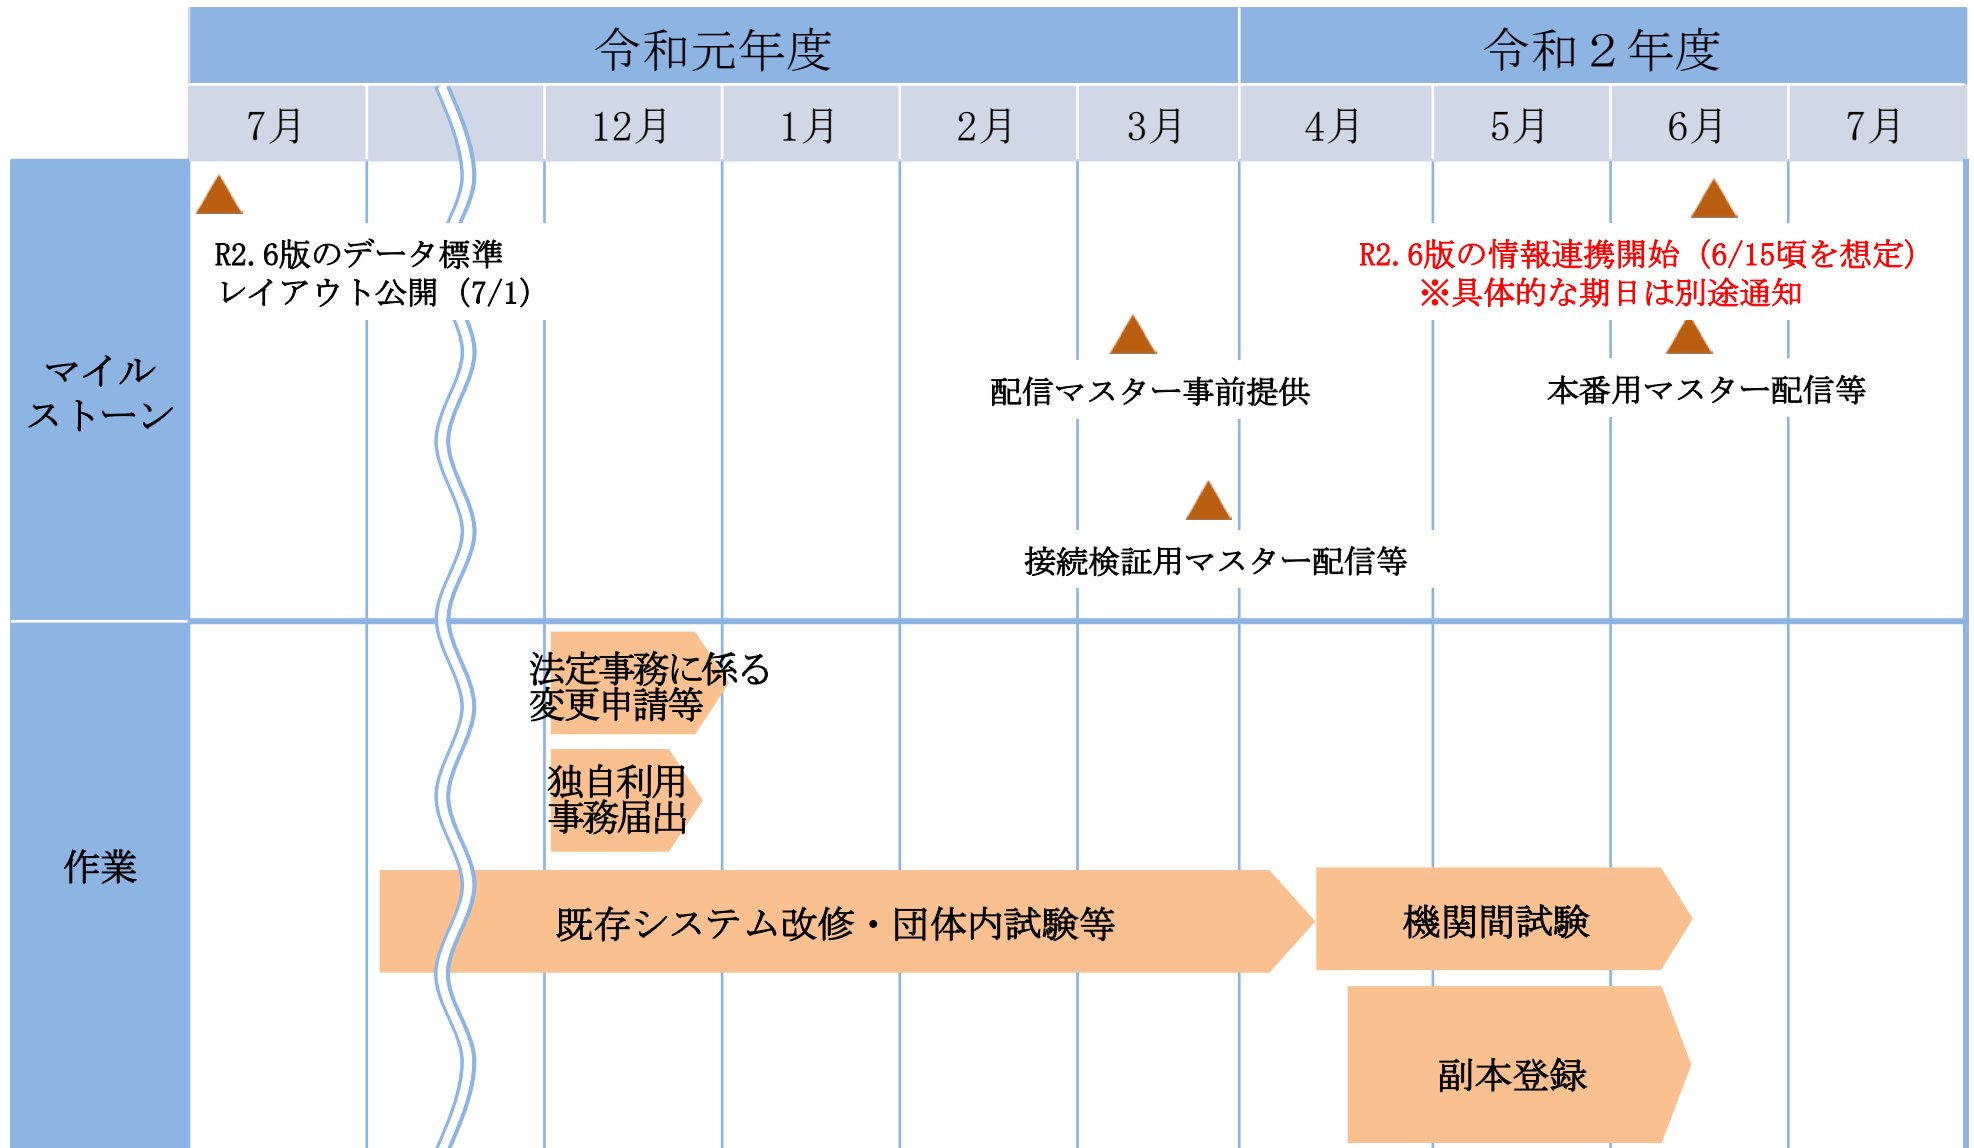 令和元年度
令和２年度
7月
12月
1月
2月
3月
4月
5月
6月
7月
マイル
ストーン
R2.6版のデータ標準
レイアウト公開（7/1）
R2.6版の情報連携開始（6/15頃を想定）
※具体的な期日は別途通知
配信マスター事前提供
本番用マスター配信等
接続検証用マスター配信等
作業
法定事務に係る
変更申請等
独自利用
事務届出
既存システム改修・団体内試験等
機関間試験
副本登録